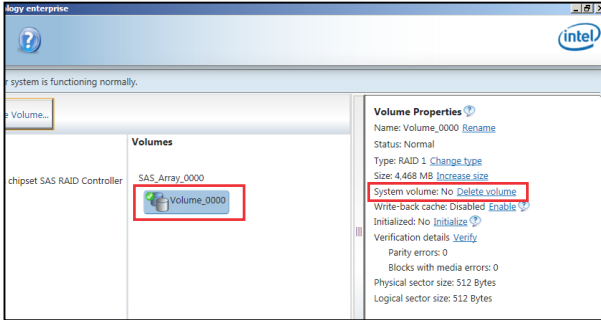 ology enterprise
intel
r system is functioning normally.
e Volume...
Volumes
chipset SAS RAID Controller
SAS_Array_0000
Volume_0000
Volume Properties
Name: Volume_0000 Rename
Status: Normal
Type: RAID 1 Change type
Size: 4,468 MB Increase size
System volume: No Delete volume
Write-back cache: Disabled Enable
Initialized: No Initialize
Verification details Verify
Parity errors: 0
Blocks with media errors: 0
Physical sector size: 512 Bytes
Logical sector size: 512 Bytes